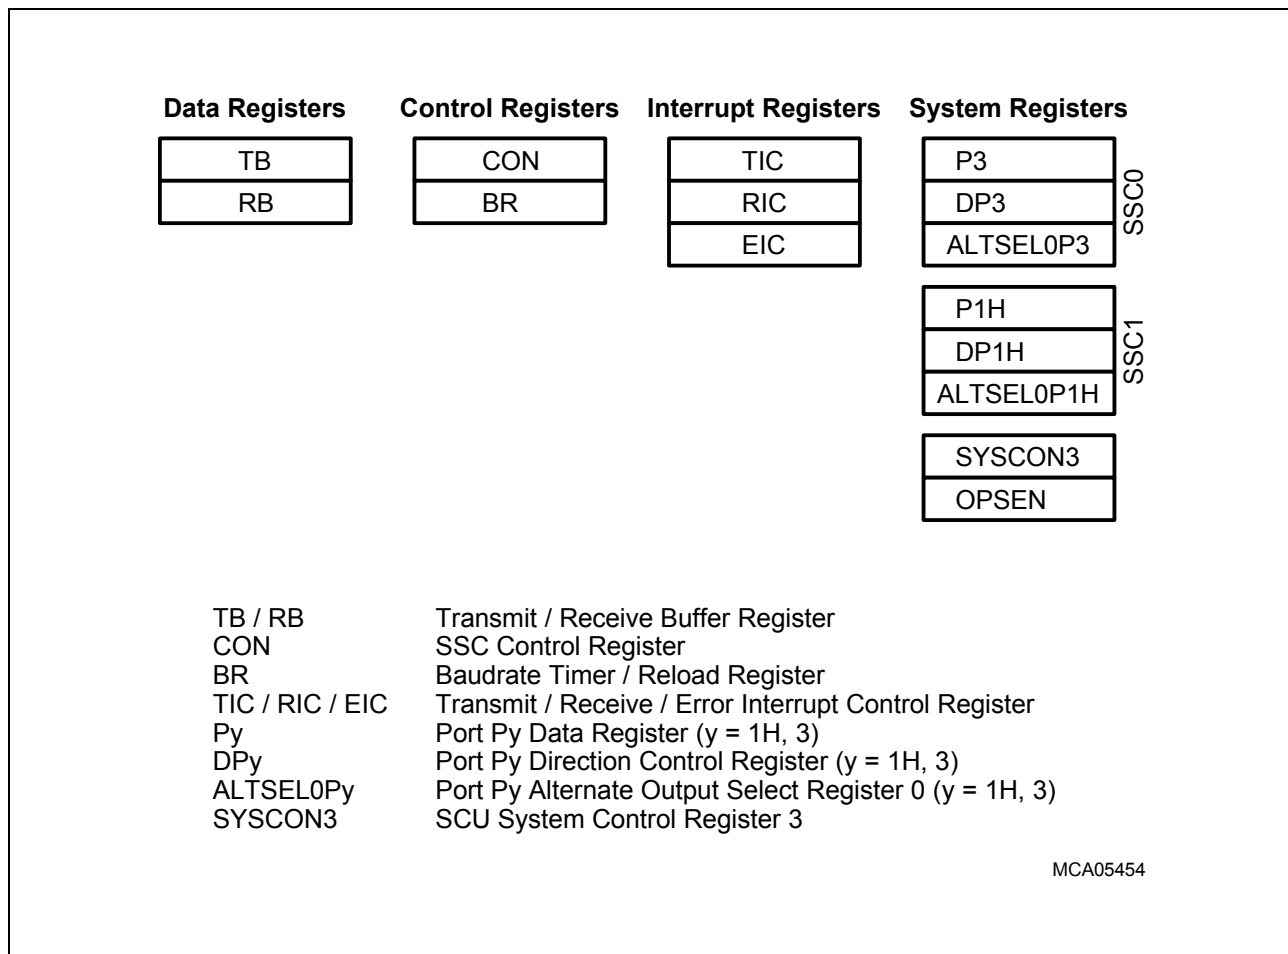 Data Registers Control Registers Interrupt Registers System Registers
TB CON TIC P3
RB BR RIC DP3
EIC ALTSEL0P3
SSC0
P1H
DP1H
ALTSEL0P1H
SSC1
SYSCON3
OPSEN
TB / RB Transmit / Receive Buffer Register
CON SSC Control Register
BR Baudrate Timer / Reload Register
TIC / RIC / EIC Transmit / Receive / Error Interrupt Control Register
Py Port Py Data Register (y = 1H, 3)
DPy Port Py Direction Control Register (y = 1H, 3)
ALTSEL0Py Port Py Alternate Output Select Register 0 (y = 1H, 3)
SYSCON3 SCU System Control Register 3
MCA05454